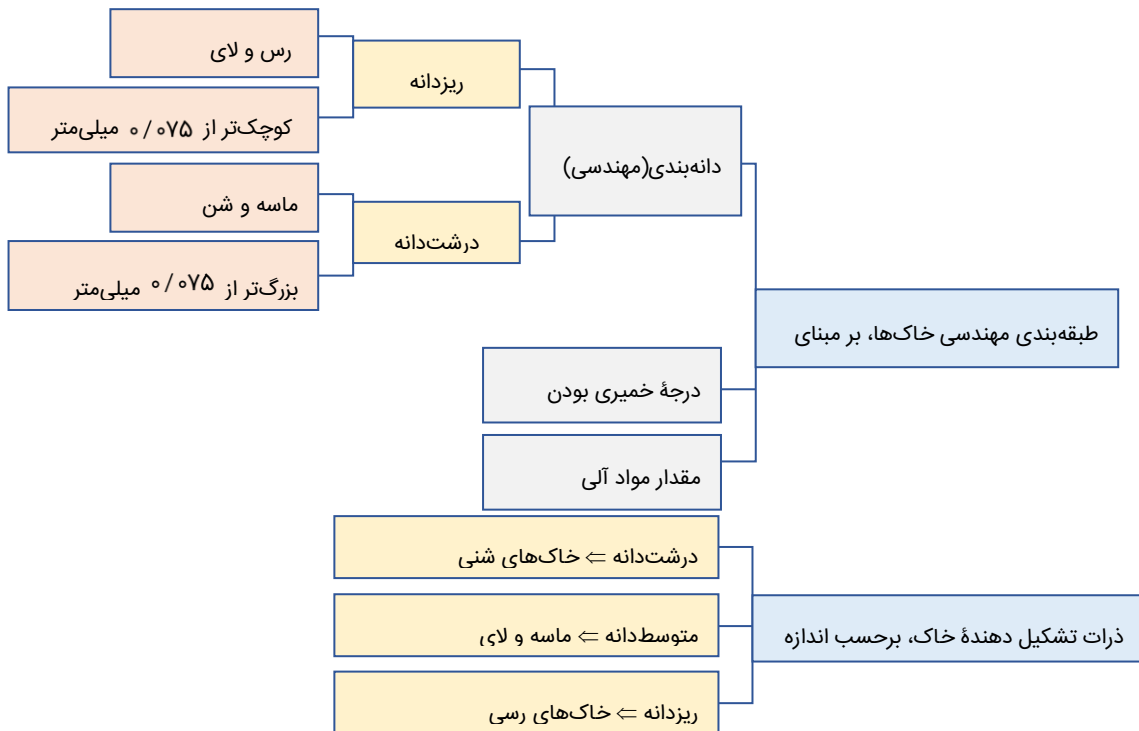 طبقه‌بندی مهندسی خاک‌ها، بر مبنای
دانه‌بندی(مهندسی)
ریزدانه
رس و لای
کوچک‌تر از ۰/۰۷۵ میلی‌متر
درشت‌دانه
ماسه و شن
بزرگ‌تر از ۰/۰۷۵ میلی‌متر
درجهٔ خمیری بودن
مقدار مواد آلی
ذرات تشکیل دهندهٔ خاک، برحسب اندازه
درشت‌دانه ⇐ خاک‌های شنی
متوسط‌دانه ⇐ ماسه و لای
ریزدانه ⇐ خاک‌های رسی